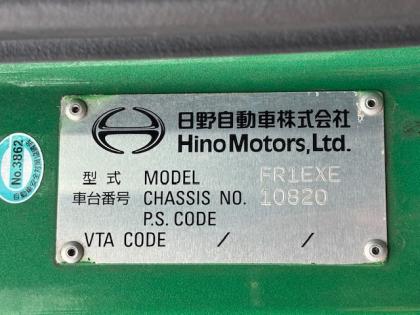 日野自動車株式会社
Hino Motors, Ltd.
型式 MODEL FR1EXE
車台番号 CHASSIS NO. 10820
P.S. CODE
VTA CODE / /
No.3862